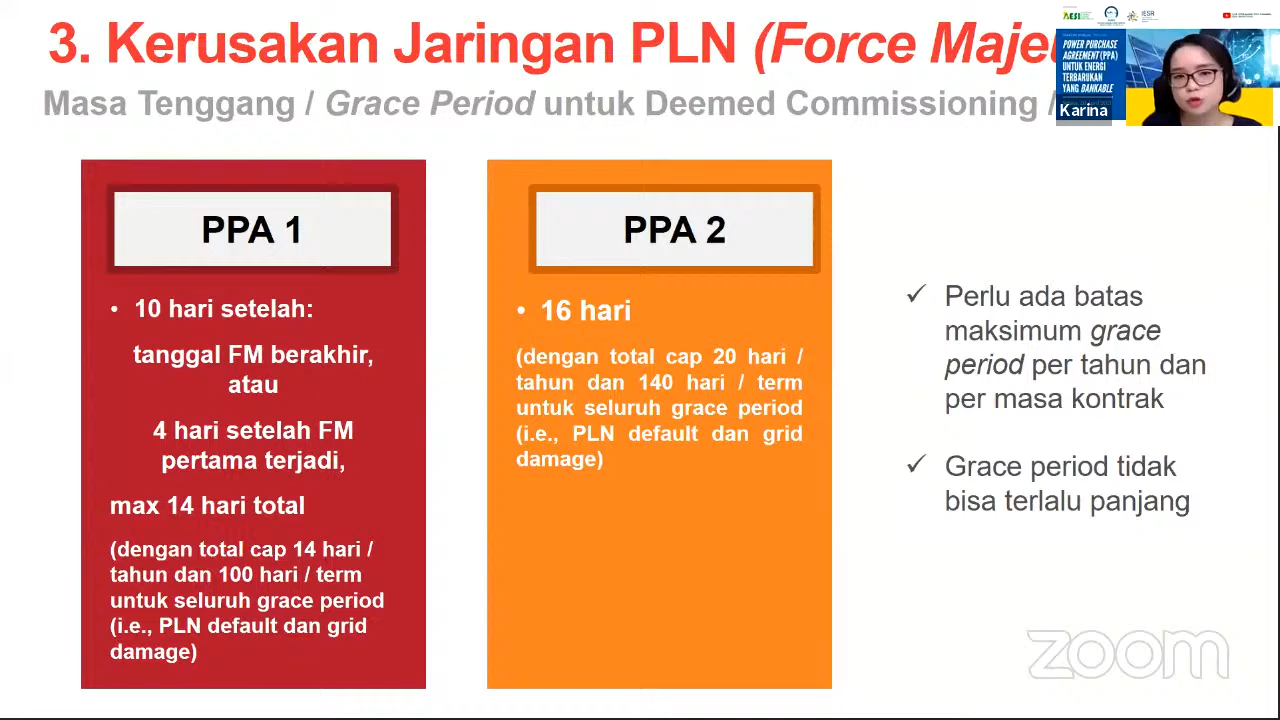 3. Kerusakan Jaringan PLN (Force Maje
Masa Tenggang / Grace Period untuk Deemed Commissioning /
AESI
IESR
POWER PURCHASE
AGREEMENT (PPA)
UNTUK ENERGI
TERBARUKAN
YANG BANKABLE
Karina
PPA 1
• 10 hari setelah:
tanggal FM berakhir,
atau
4 hari setelah FM
pertama terjadi,
max 14 hari total
(dengan total cap 14 hari /
tahun dan 100 hari / term
untuk seluruh grace period
(i.e., PLN default dan grid
damage)
PPA 2
• 16 hari
(dengan total cap 20 hari /
tahun dan 140 hari / term
untuk seluruh grace period
(i.e., PLN default dan grid
damage)
✓ Perlu ada batas
maksimum grace
period per tahun dan
per masa kontrak
✓ Grace period tidak
bisa terlalu panjang
zoom